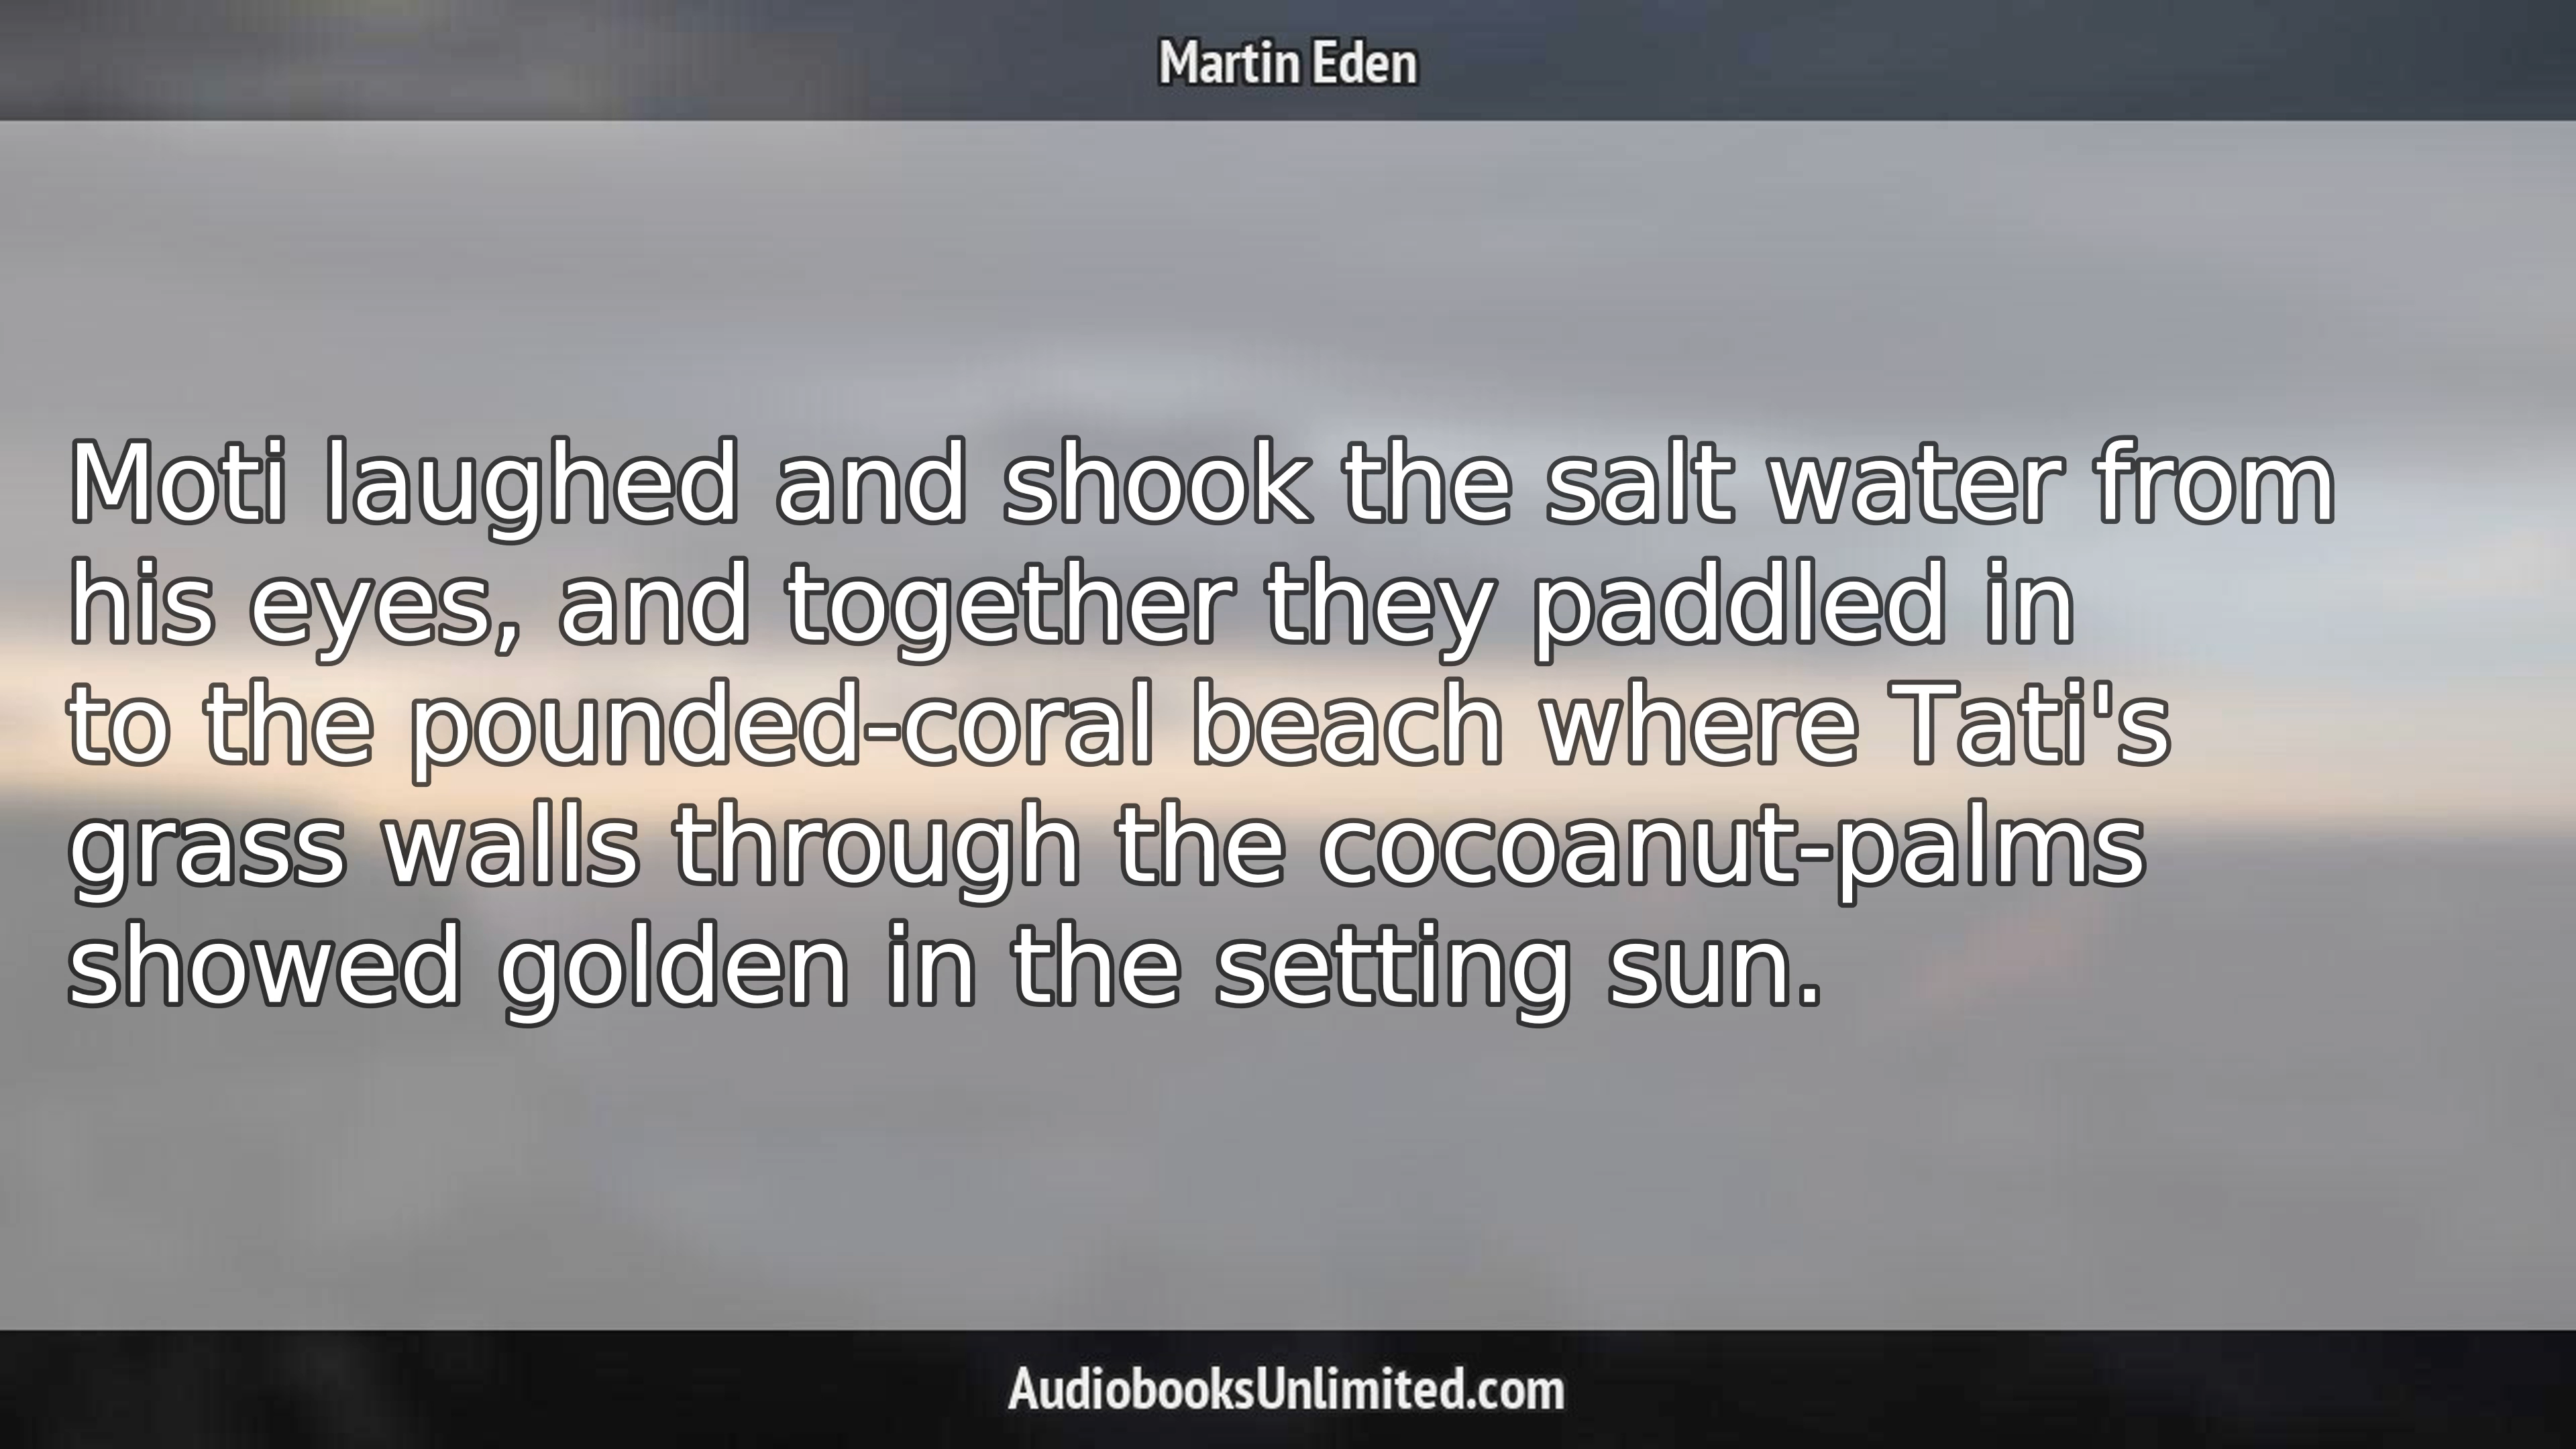 Martin Eden
Moti laughed and shook the salt water from
his eyes, and together they paddled in
to the pounded-coral beach where Tati's
grass walls through the cocoanut-palms
showed golden in the setting sun.
AudiobooksUnlimited.com